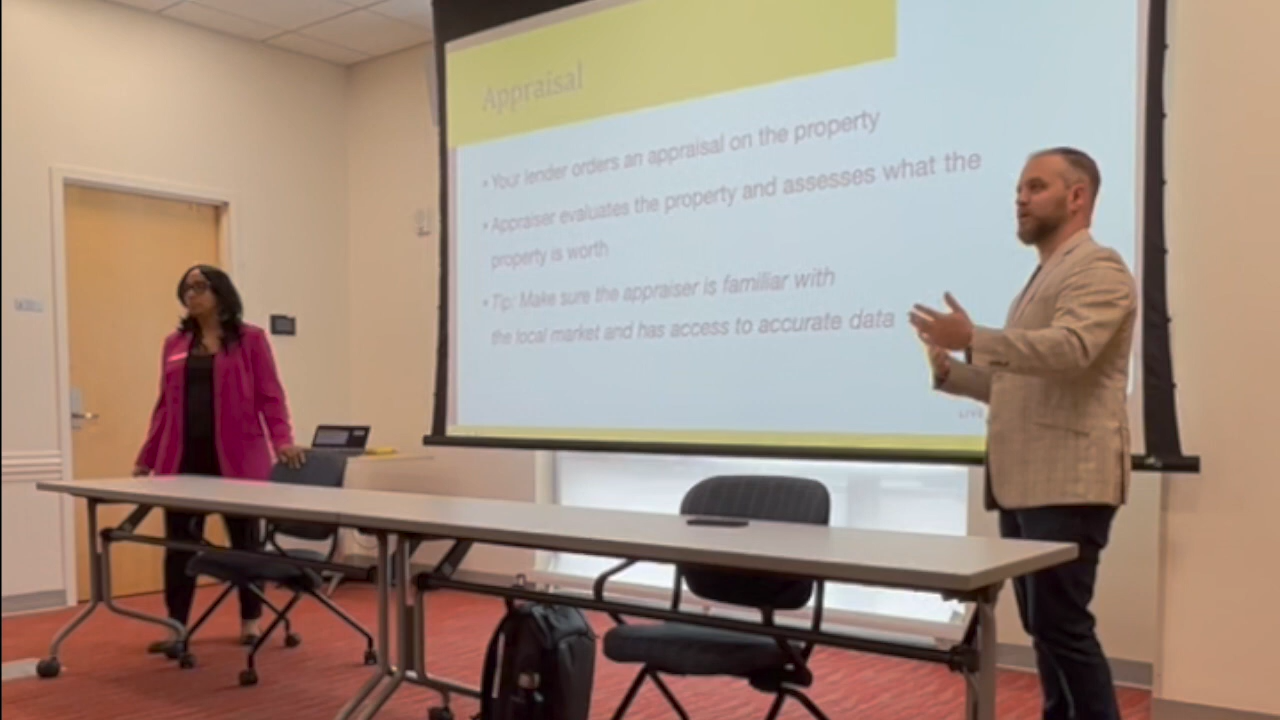 Appraisal
• Your lender orders an appraisal on the property
• Appraiser evaluates the property and assesses what the
property is worth
• Tip: Make sure the appraiser is familiar with
the local market and has access to accurate data
LIVE